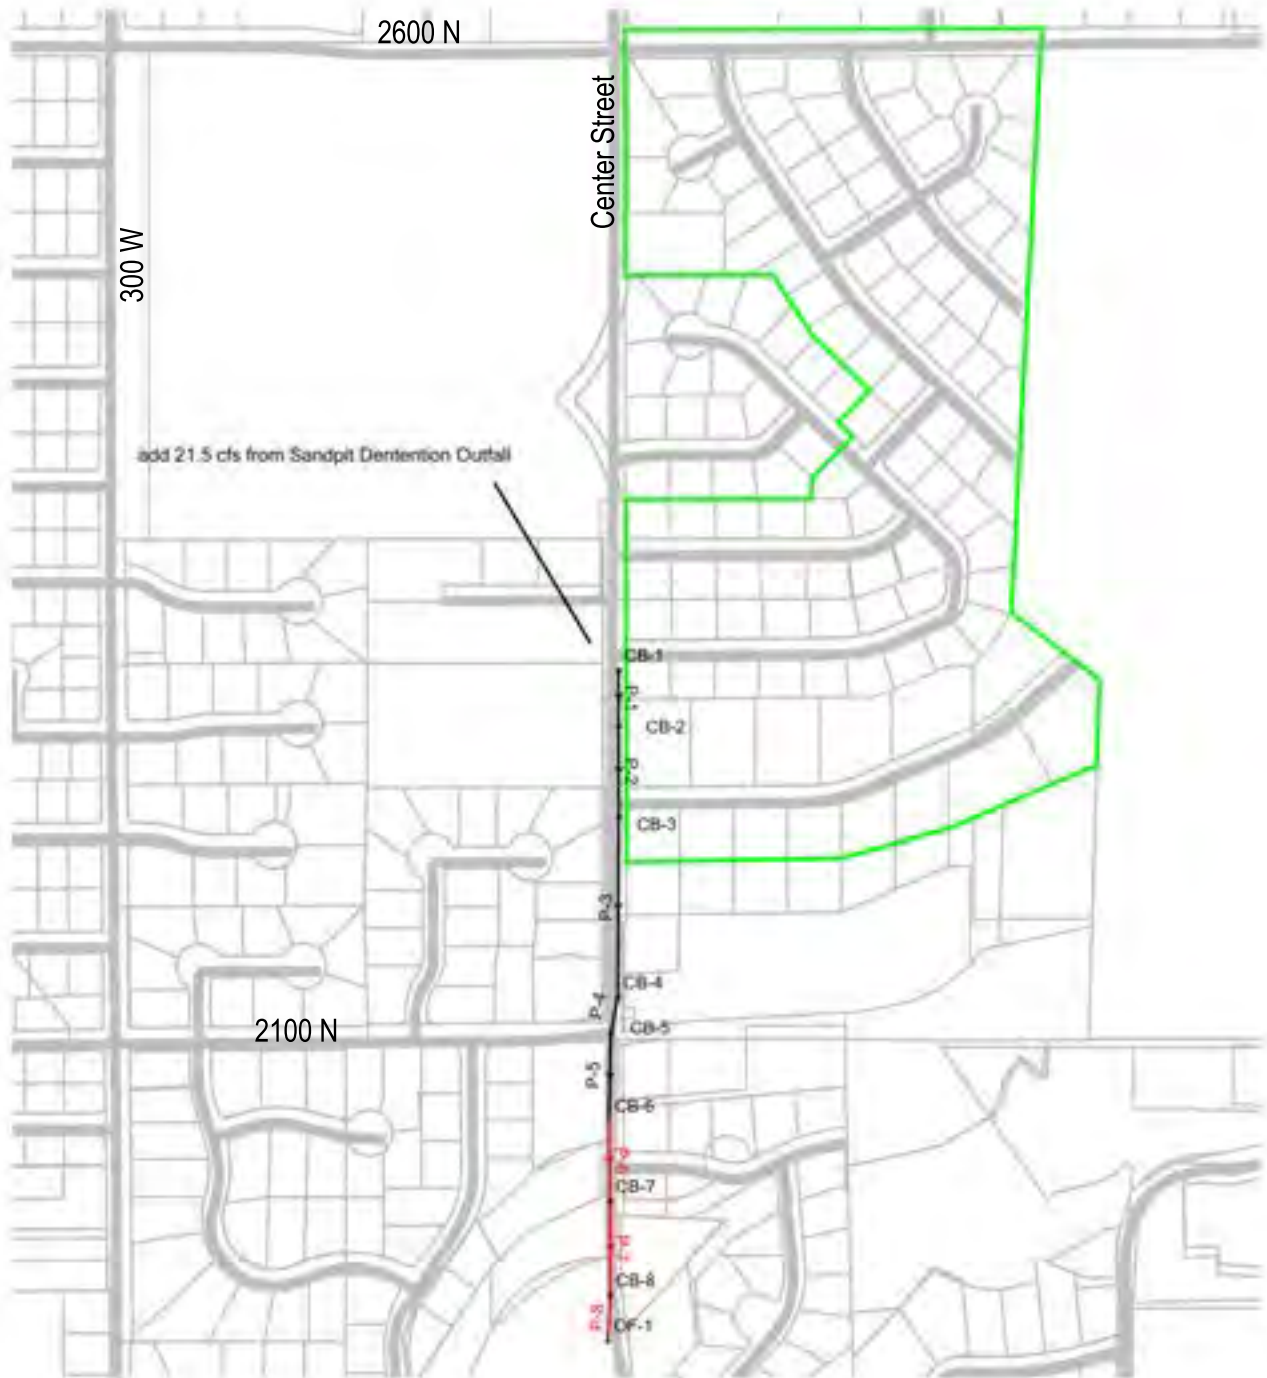 2600 N
Center Street
300 W
add 21.5 cfs from Sandpit Dentention Outfall
CB-1
P-1
CB-2
P-2
CB-3
P-3
CB-4
P-4
CB-5
2100 N
P-5
CB-6
P-6
CB-7
P-7
CB-8
P-8
OF-1